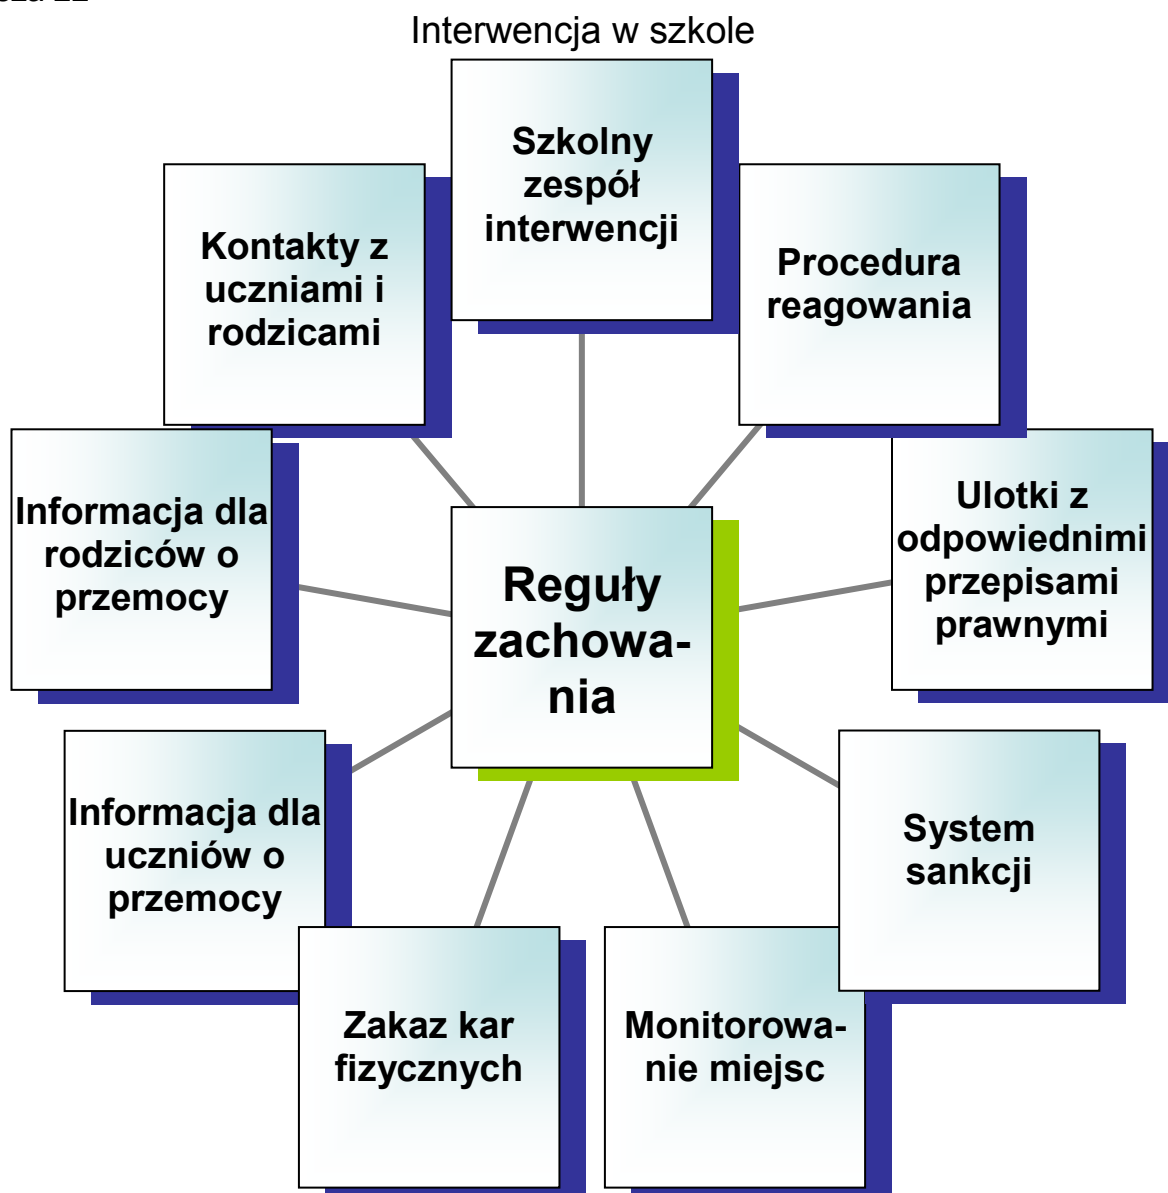 Interwencja w szkole
Szkolny
zespół
interwencji
Kontakty z
uczniami i
rodzicami
Procedura
reagowania
Informacja dla
rodziców o
przemocy
Ulotki z
odpowiednimi
przepisami
prawnymi
Reguły
zachowa-
nia
Informacja dla
uczniów o
przemocy
System
sankcji
Zakaz kar
fizycznych
Monitorowa-
nie miejsc